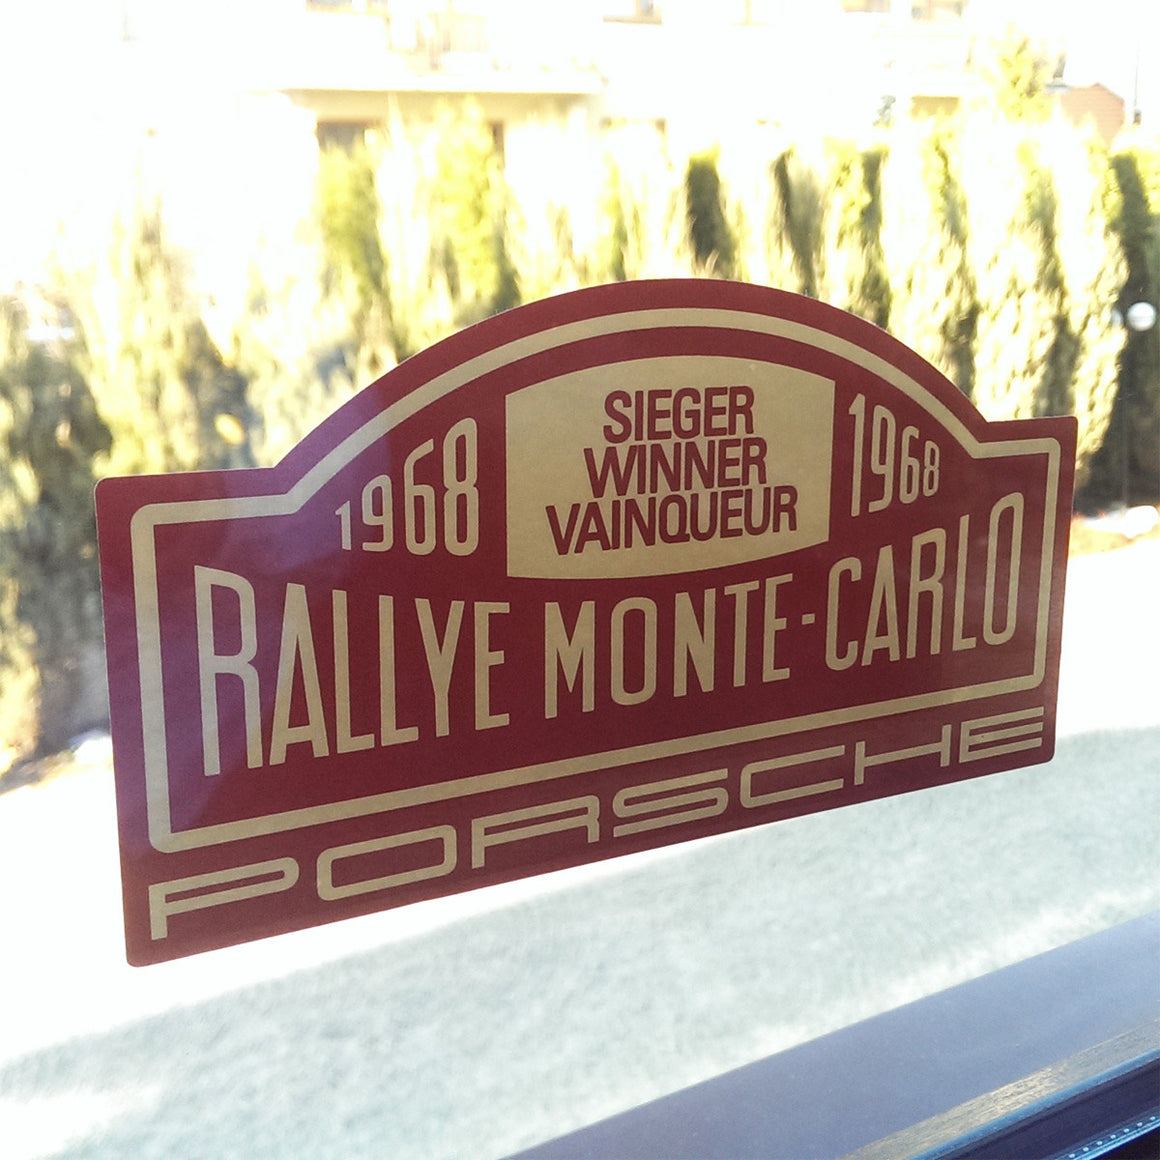 1968 SIEGER 1968
WINNER
VAINQUEUR
RALLYE MONTE-CARLO
PORSCHE